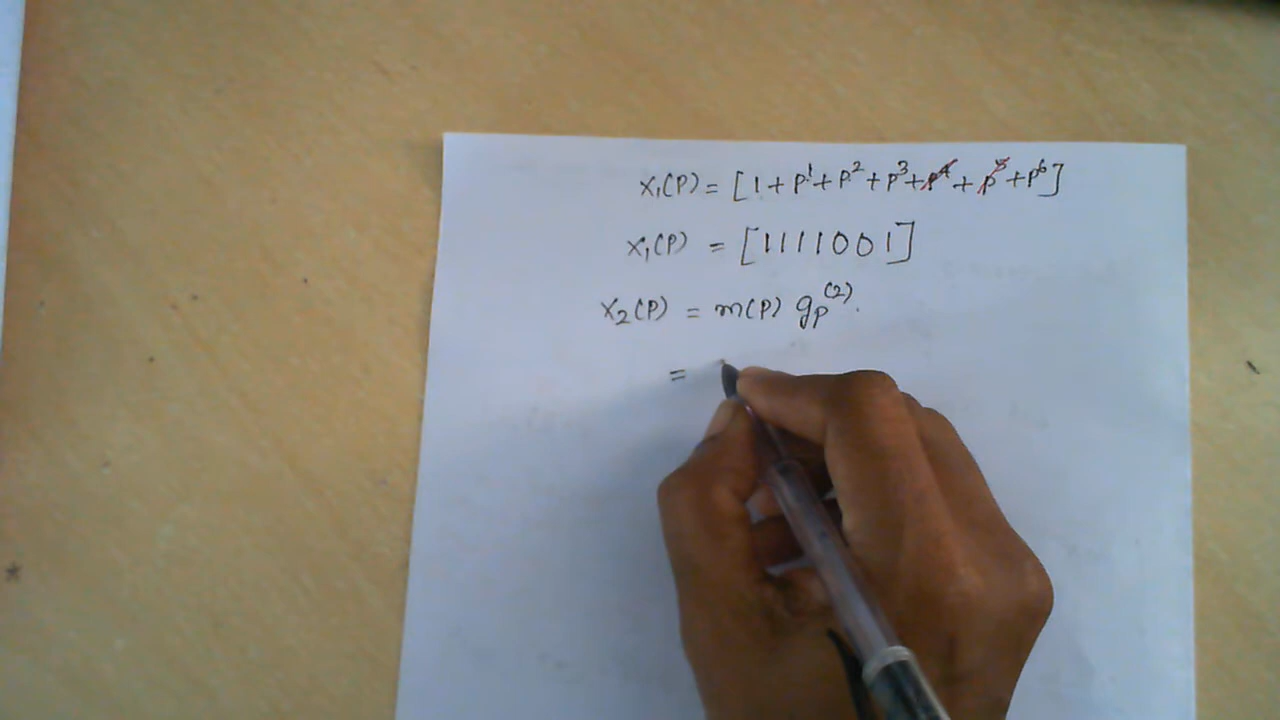 x₁(P) = [1 + P¹ + P² + P³ + P⁴ + P⁵ + P⁶]
x₁(P) = [1111001]
x₂(P) = m(P) gₚ⁽²⁾.
=